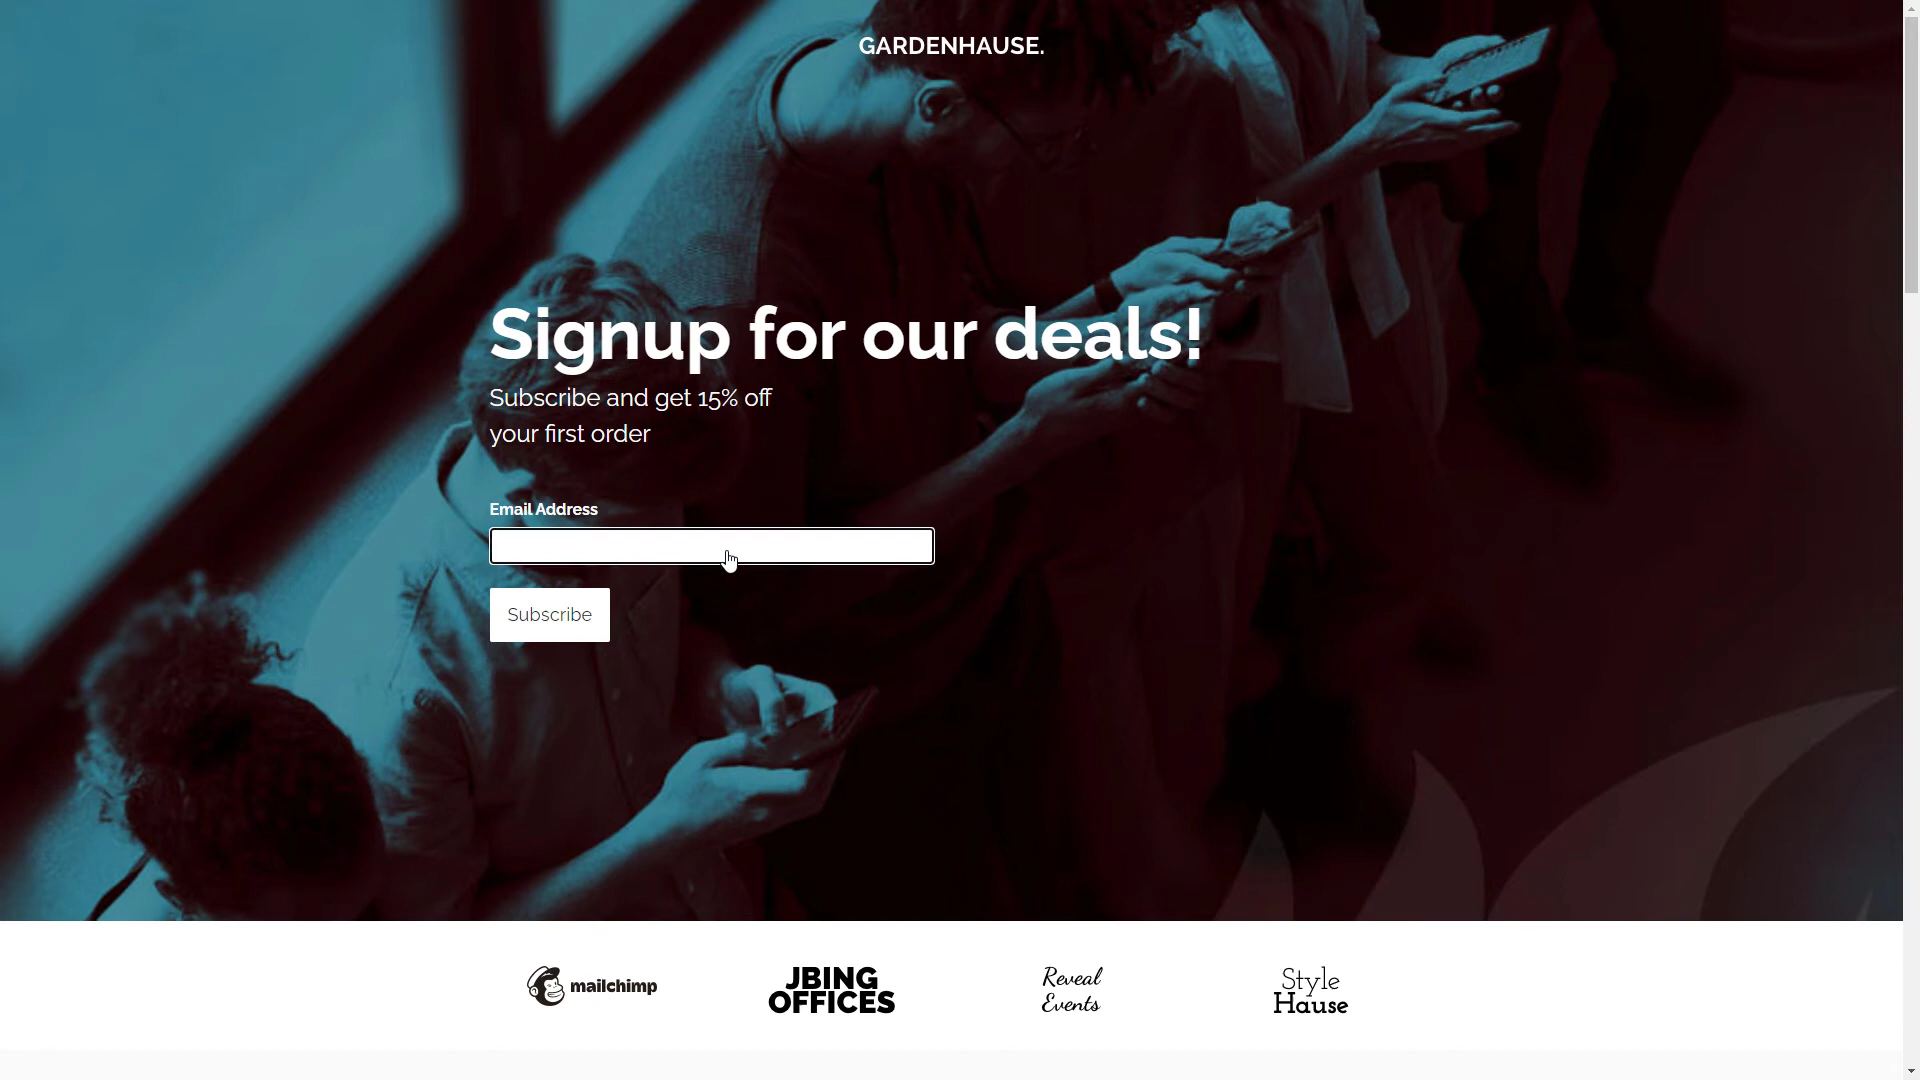 GARDENHAUSE.
Signup for our deals!
Subscribe and get 15% off
your first order
Email Address
Subscribe
mailchimp
JBING
OFFICES
Reveal
Events
Style
Hause